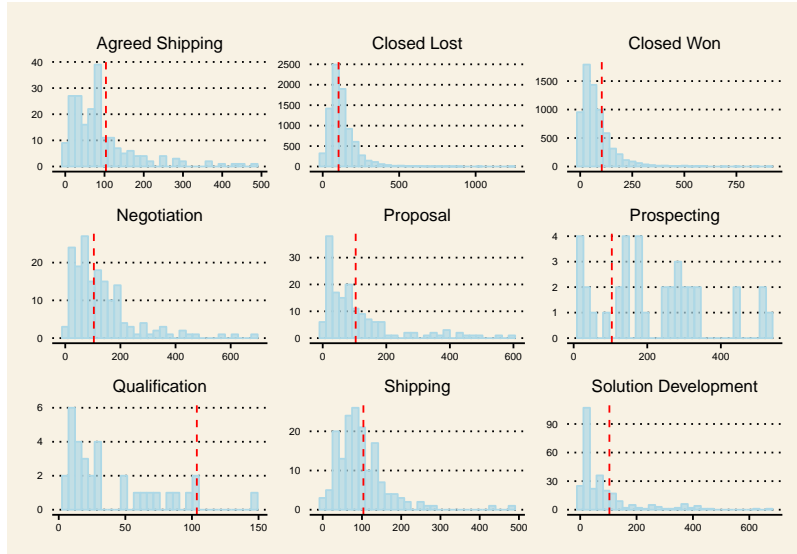 Agreed Shipping
40
30
20
10
0
0 100 200 300 400 500
Closed Lost
2500
2000
1500
1000
500
0
0 500 1000
Closed Won
1500
1000
500
0
0 250 500 750
Negotiation
20
10
0
0 200 400 600
Proposal
30
20
10
0
0 200 400 600
Prospecting
4
3
2
1
0
0 200 400
Qualification
6
4
2
0
0 50 100 150
Shipping
20
10
0
0 100 200 300 400 500
Solution Development
90
60
30
0
0 200 400 600